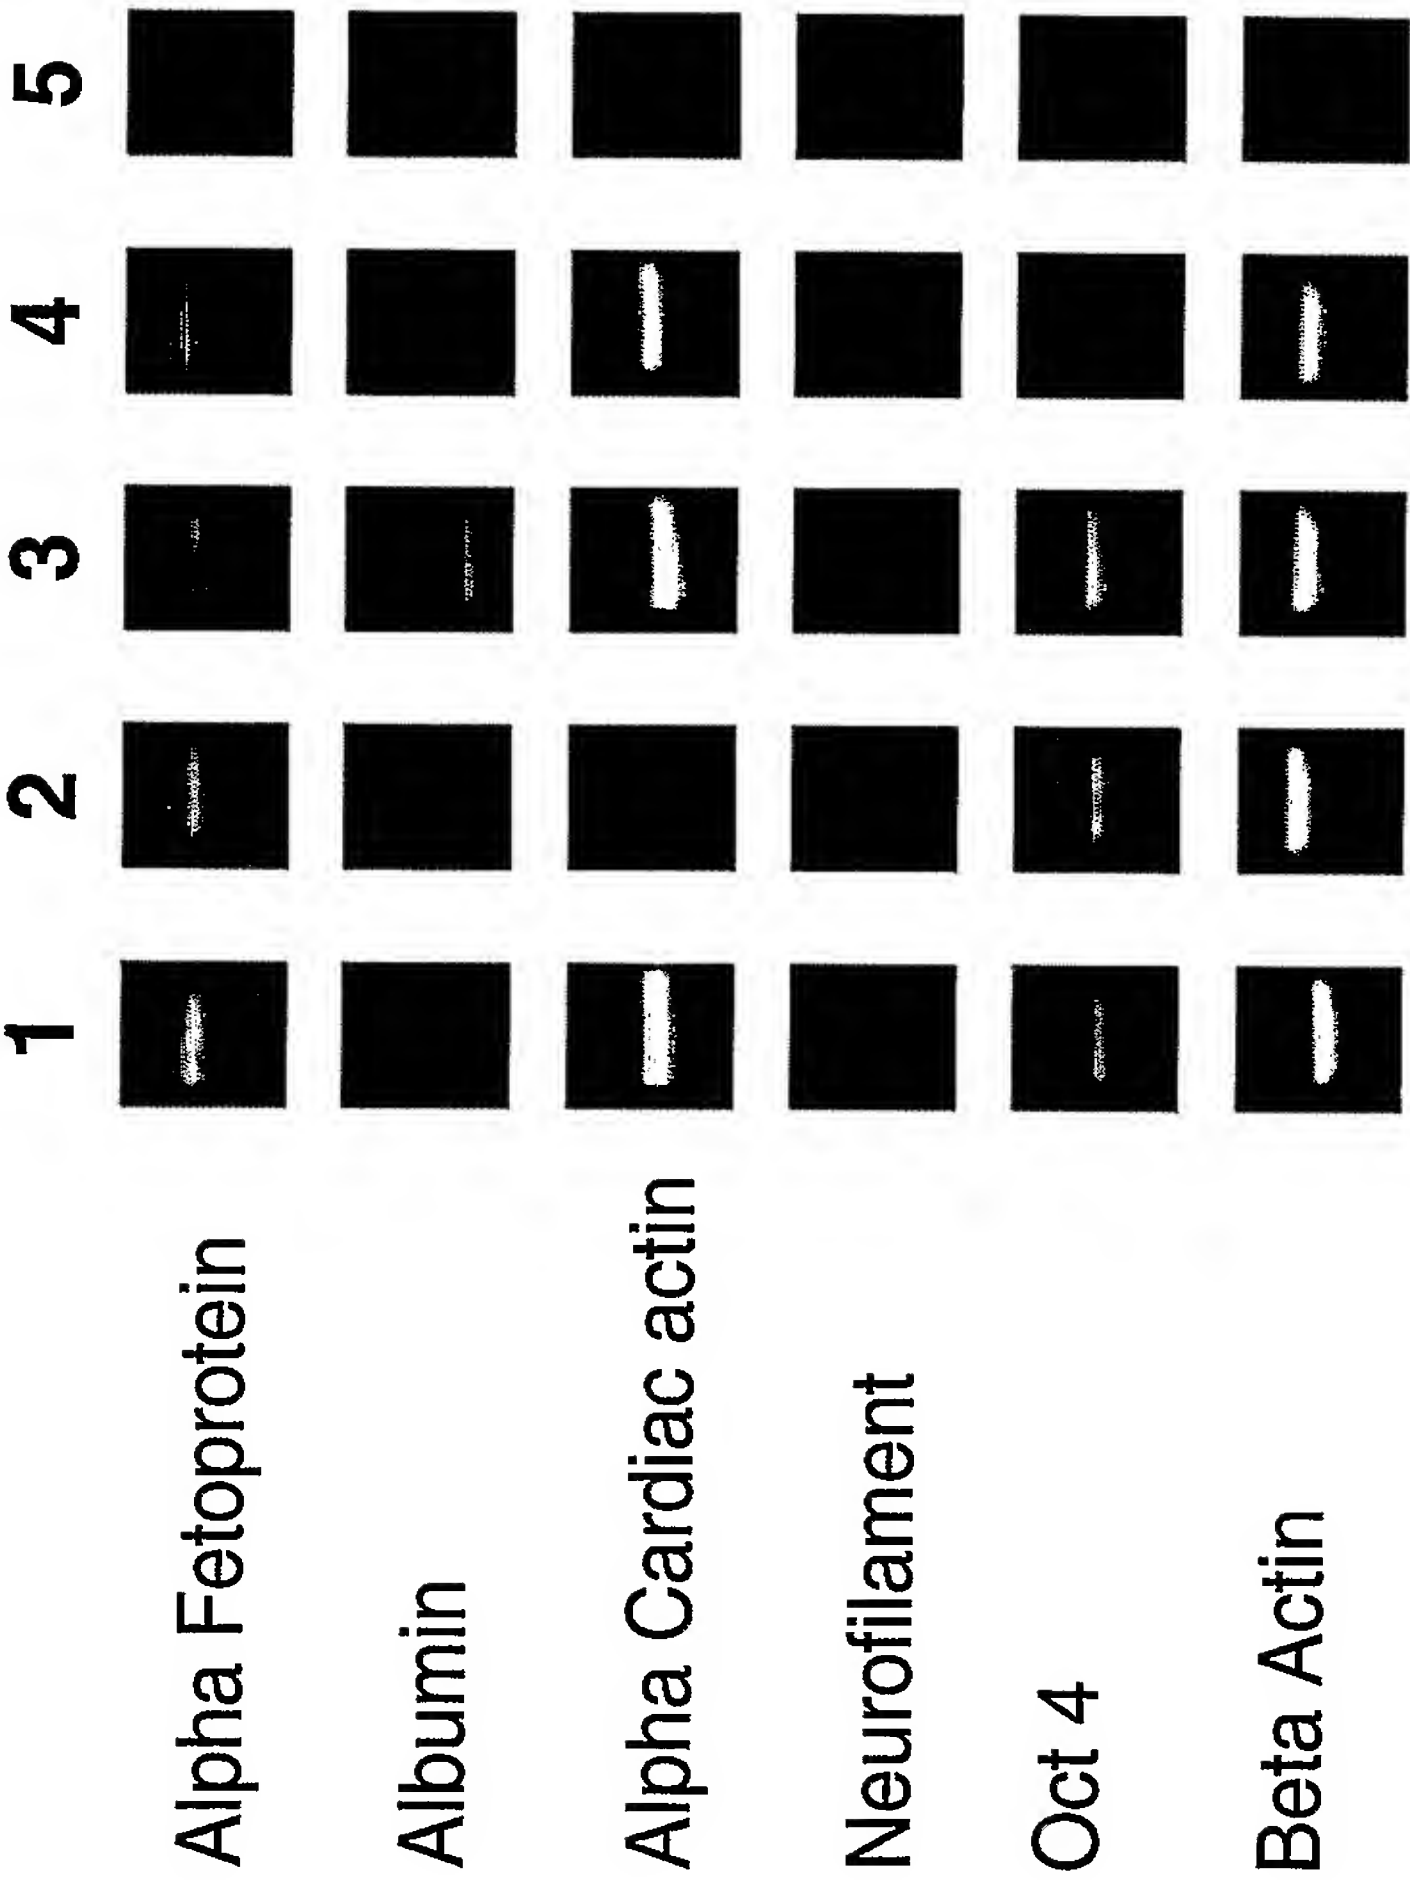 1 2 3 4 5
Alpha Fetoprotein
Albumin
Alpha Cardiac actin
Neurofilament
Oct 4
Beta Actin